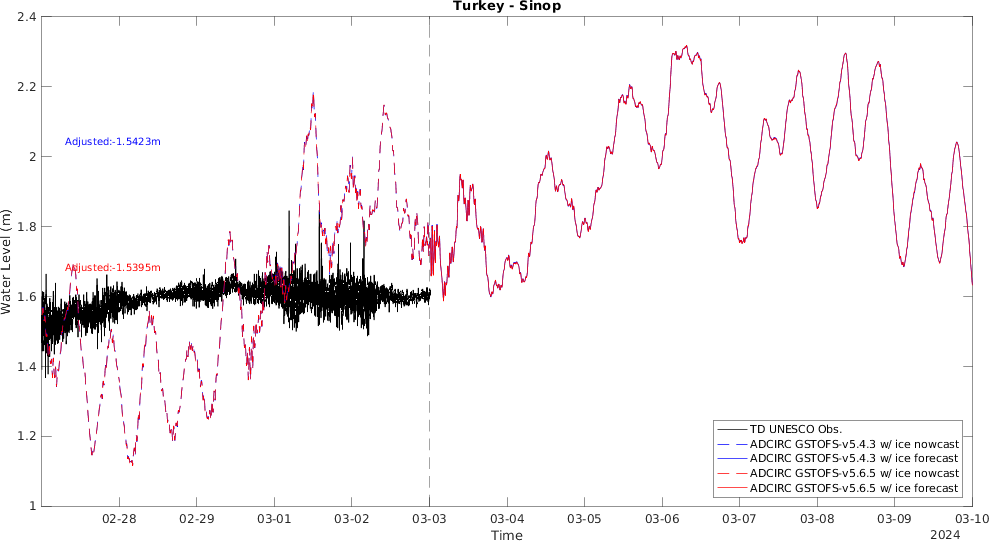 Turkey - Sinop
2.4
2.2
2
1.8
1.6
1.4
1.2
1
Water Level (m)
Adjusted:-1.5423m
Adjusted:-1.5395m
TD UNESCO Obs.
ADCIRC GSTOFS-v5.4.3 w/ ice nowcast
ADCIRC GSTOFS-v5.4.3 w/ ice forecast
ADCIRC GSTOFS-v5.6.5 w/ ice nowcast
ADCIRC GSTOFS-v5.6.5 w/ ice forecast
02-28 02-29 03-01 03-02 03-03 03-04 03-05 03-06 03-07 03-08 03-09 03-10
Time
2024